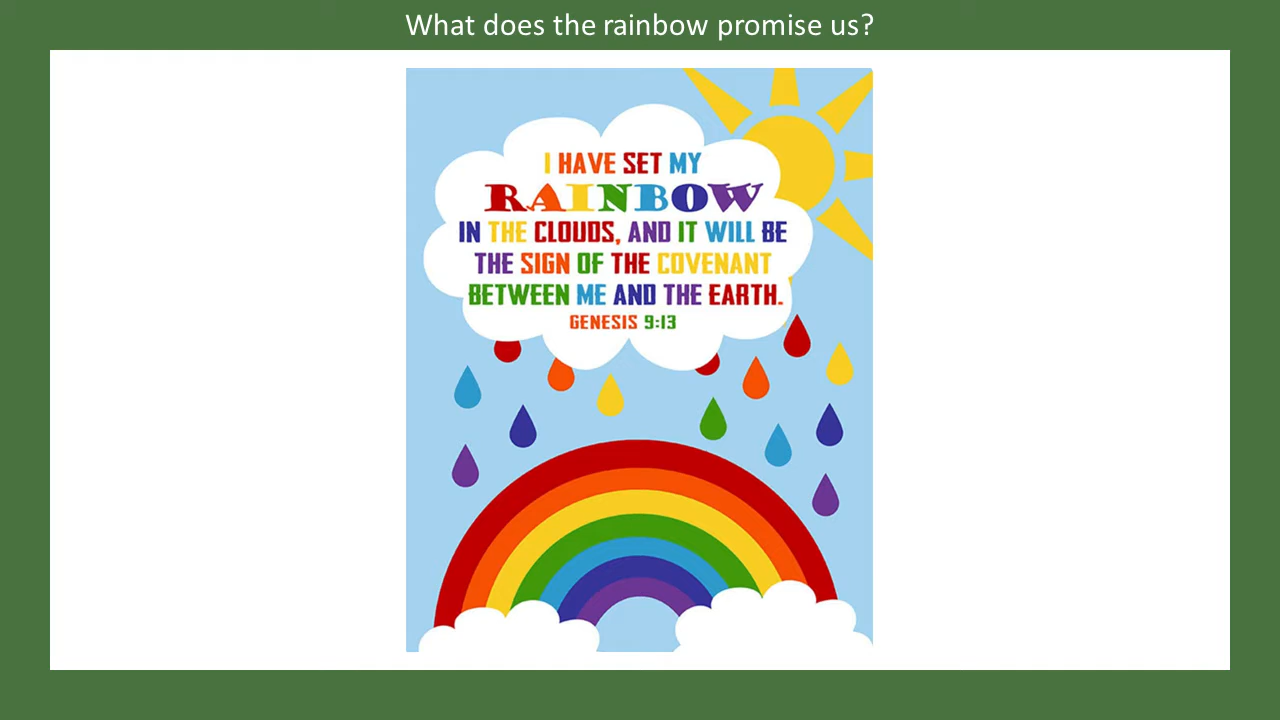 What does the rainbow promise us?
I HAVE SET MY
RAINBOW
IN THE CLOUDS, AND IT WILL BE
THE SIGN OF THE COVENANT
BETWEEN ME AND THE EARTH.
GENESIS 9:13